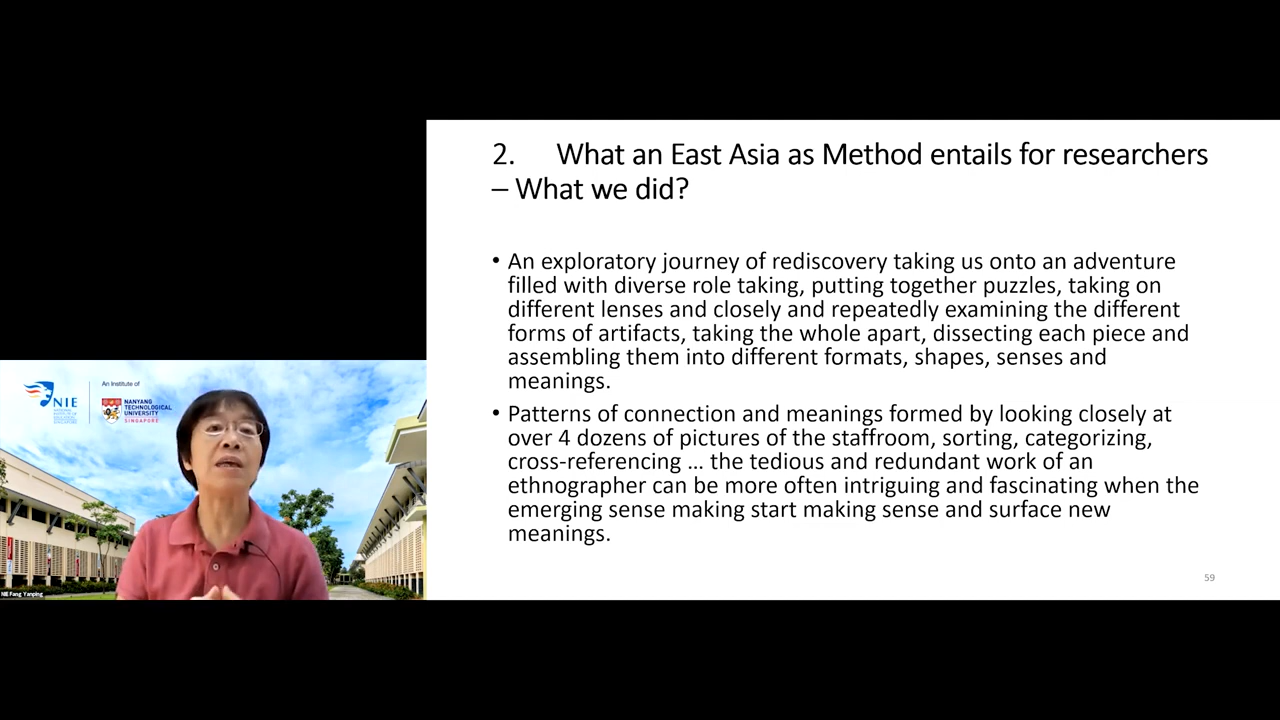 2. What an East Asia as Method entails for researchers
– What we did?
• An exploratory journey of rediscovery taking us onto an adventure
filled with diverse role taking, putting together puzzles, taking on
different lenses and closely and repeatedly examining the different
forms of artifacts, taking the whole apart, dissecting each piece and
assembling them into different formats, shapes, senses and
meanings.
• Patterns of connection and meanings formed by looking closely at
over 4 dozens of pictures of the staffroom, sorting, categorizing,
cross-referencing … the tedious and redundant work of an
ethnographer can be more often intriguing and fascinating when the
emerging sense making start making sense and surface new
meanings.
59
An Institute of
NIE
NANYANG
TECHNOLOGICAL
UNIVERSITY
SINGAPORE
NIE Fang Yanping